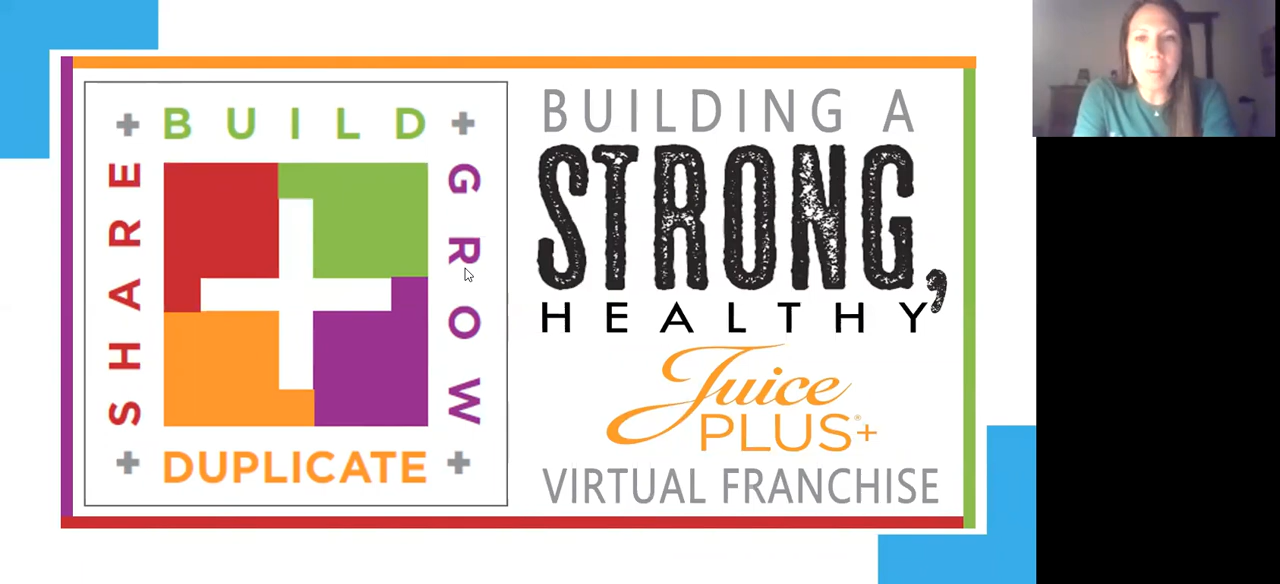 + BUILD +
SHARE
GROW
+ DUPLICATE +
BUILDING A
STRONG,
HEALTHY
Juice
PLUS®+
VIRTUAL FRANCHISE